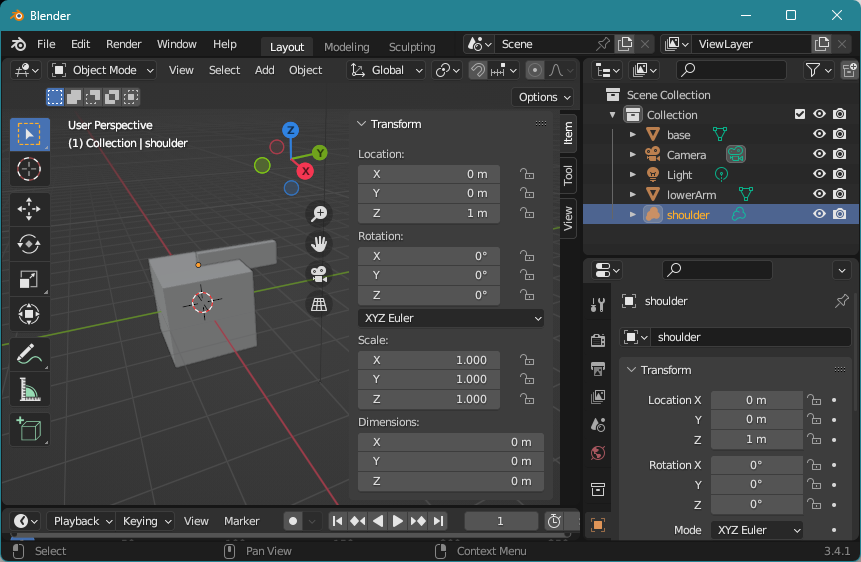 Blender
File Edit Render Window Help Layout Modeling Sculpting Scene ViewLayer
Object Mode View Select Add Object Global
Options
User Perspective
(1) Collection | shoulder
Z
Y
X
Transform
Location:
X 0 m
Y 0 m
Z 1 m
Rotation:
X 0°
Y 0°
Z 0°
XYZ Euler
Scale:
X 1.000
Y 1.000
Z 1.000
Dimensions:
X 0 m
Y 0 m
Z 0 m
Item
Tool
View
Scene Collection
Collection
base
Camera
Light
lowerArm
shoulder
shoulder
shoulder
Transform
Location X 0 m
Y 0 m
Z 1 m
Rotation X 0°
Y 0°
Z 0°
Mode XYZ Euler
Playback Keying View Marker 1
Select Pan View Context Menu 3.4.1